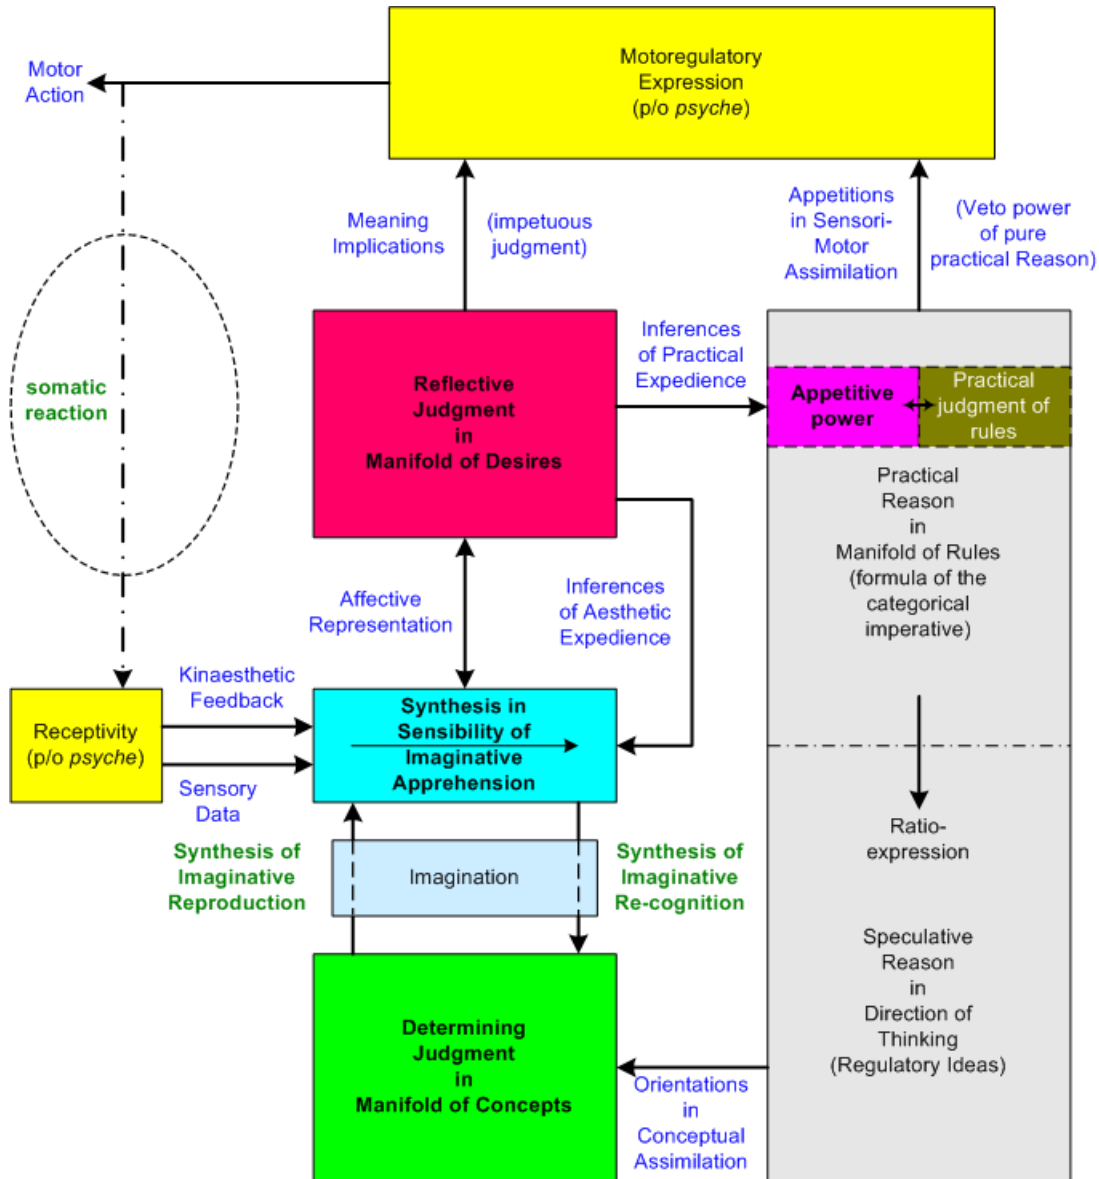 Motoregulatory
Expression
(p/o psyche)
Motor
Action
Meaning
Implications
(impetuous
judgment)
Appetitions
in Sensori-
Motor
Assimilation
(Veto power
of pure
practical Reason)
somatic
reaction
Reflective
Judgment
in
Manifold of Desires
Inferences
of Practical
Expedience
Appetitive
power
Practical
judgment of
rules
Practical
Reason
in
Manifold of Rules
(formula of the
categorical
imperative)
Affective
Representation
Inferences
of Aesthetic
Expedience
Kinaesthetic
Feedback
Receptivity
(p/o psyche)
Sensory
Data
Synthesis in
Sensibility of
Imaginative
Apprehension
Ratio-
expression
Synthesis of
Imaginative
Reproduction
Imagination
Synthesis of
Imaginative
Re-cognition
Speculative
Reason
in
Direction of
Thinking
(Regulatory Ideas)
Determining
Judgment
in
Manifold of Concepts
Orientations
in
Conceptual
Assimilation